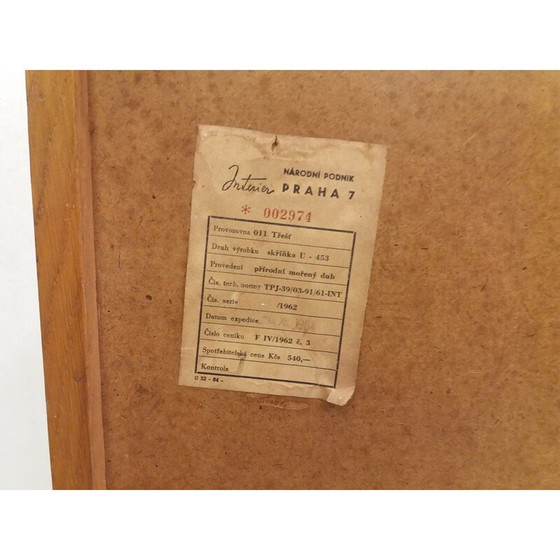 Interier NÁRODNÍ PODNIK
PRAHA 7
* 002974
Provozovna 011 Třešť
Druh výrobku skříňka U - 453
Provedení přírodní mořený dub
Čís. techn. normy TPJ-39/03-91/61-INT
Čís. serie /1962
Datum expedice
Číslo ceníku F IV/1962 č. 3
Spotřebitelská cena Kčs 540,—
Kontrola